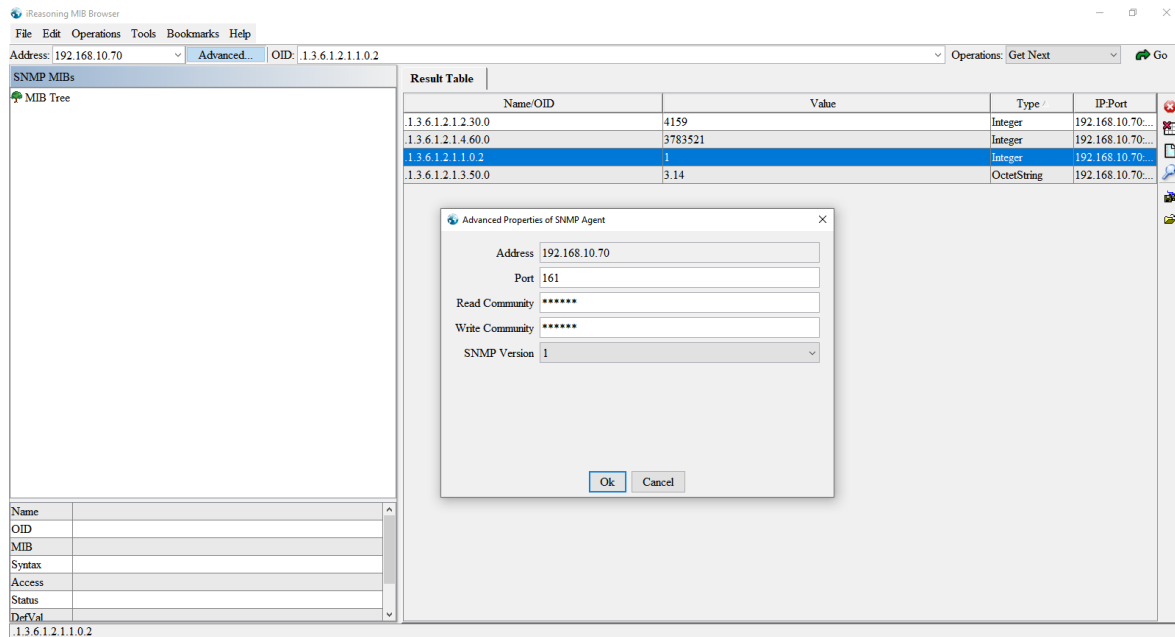 iReasoning MIB Browser
File Edit Operations Tools Bookmarks Help
Address: 192.168.10.70 Advanced... OID: .1.3.6.1.2.1.1.0.2 Operations: Get Next Go
SNMP MIBs
MIB Tree
Result Table
Name/OID Value Type IP:Port
.1.3.6.1.2.1.2.30.0 4159 Integer 192.168.10.70:...
.1.3.6.1.2.1.4.60.0 3783521 Integer 192.168.10.70:...
.1.3.6.1.2.1.1.0.2 1 Integer 192.168.10.70:...
.1.3.6.1.2.1.3.50.0 3.14 OctetString 192.168.10.70:...
Advanced Properties of SNMP Agent
Address 192.168.10.70
Port 161
Read Community ******
Write Community ******
SNMP Version 1
Ok Cancel
Name
OID
MIB
Syntax
Access
Status
DefVal
.1.3.6.1.2.1.1.0.2